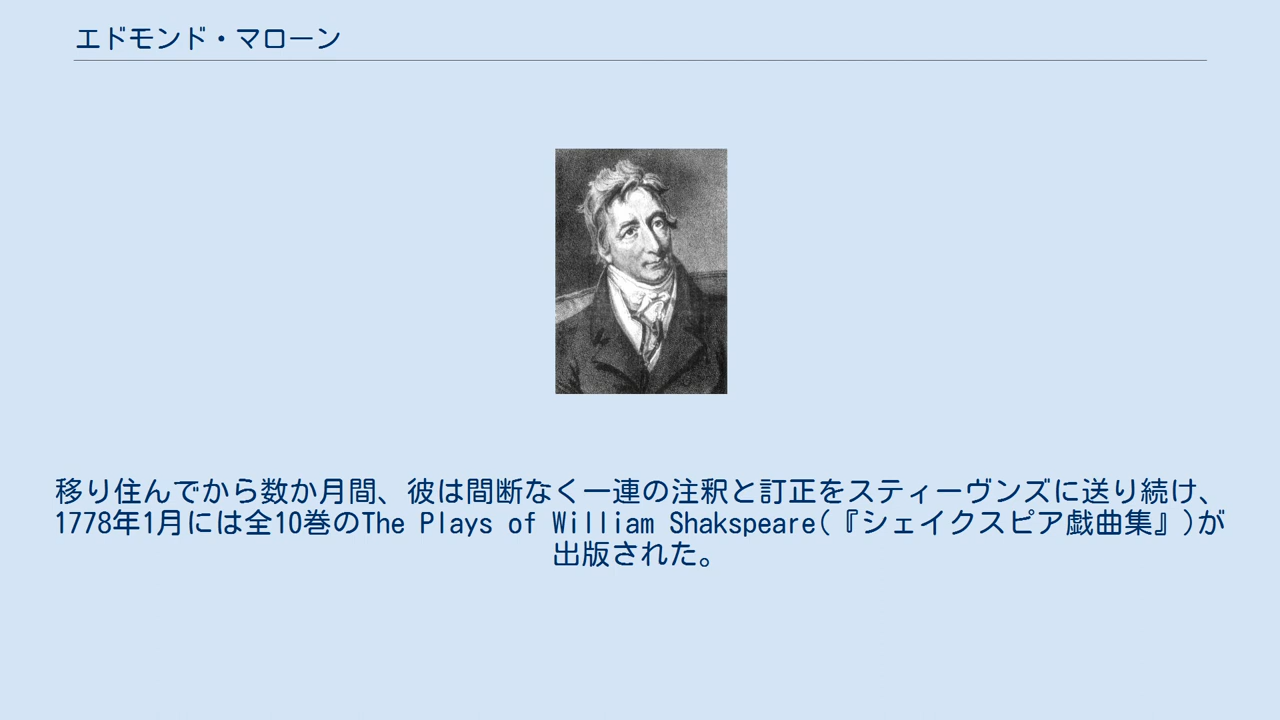 エドモンド・マローン
移り住んでから数か月間、彼は間断なく一連の注釈と訂正をスティーヴンズに送り続け、
1778年1月には全10巻のThe Plays of William Shakspeare(『シェイクスピア戯曲集』)が
出版された。